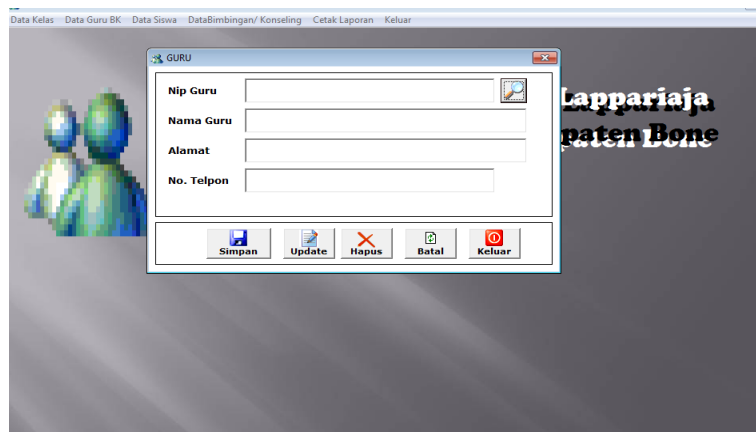 Data Kelas Data Guru BK Data Siswa DataBimbingan/ Konseling Cetak Laporan Keluar
GURU
Nip Guru
Nama Guru
Alamat
No. Telpon
Simpan Update Hapus Batal Keluar
Lappariaja
paten Bone